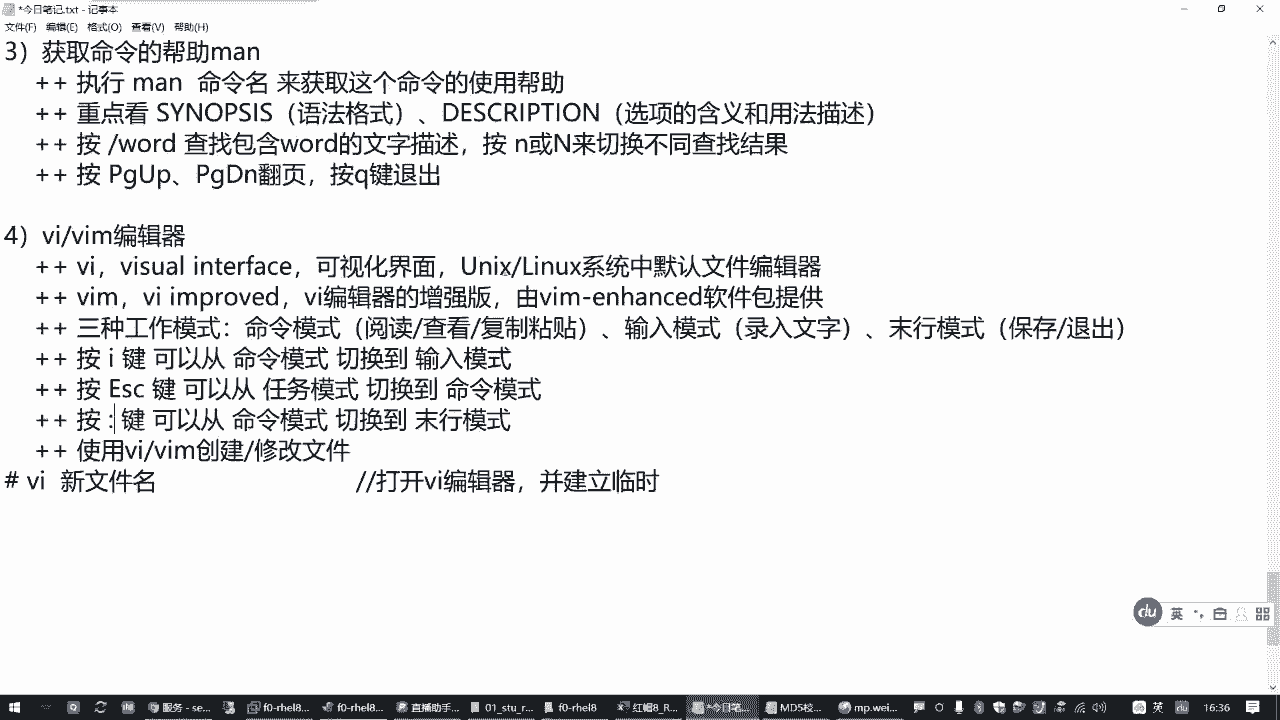 *今日笔记.txt - 记事本
文件(F) 编辑(E) 格式(O) 查看(V) 帮助(H)
3）获取命令的帮助man
++ 执行 man  命令名 来获取这个命令的使用帮助
++ 重点看 SYNOPSIS（语法格式）、DESCRIPTION（选项的含义和用法描述）
++ 按 /word 查找包含word的文字描述，按 n或N来切换不同查找结果
++ 按 PgUp、PgDn翻页，按q键退出
4）vi/vim编辑器
++ vi，visual interface，可视化界面，Unix/Linux系统中默认文件编辑器
++ vim，vi improved，vi编辑器的增强版，由vim-enhanced软件包提供
++ 三种工作模式：命令模式（阅读/查看/复制粘贴）、输入模式（录入文字）、末行模式（保存/退出）
++ 按 i 键 可以从 命令模式 切换到 输入模式
++ 按 Esc 键 可以从 任务模式 切换到 命令模式
++ 按 : 键 可以从 命令模式 切换到 末行模式
++ 使用vi/vim创建/修改文件
# vi  新文件名 //打开vi编辑器，并建立临时
du 英
服务 - se... f0-rhel8... f0-rhel8... 直播助手... 01_stu_r... f0-rhel8 红帽8_R... *今日笔... MD5校... mp.wei... 英 du 16:36